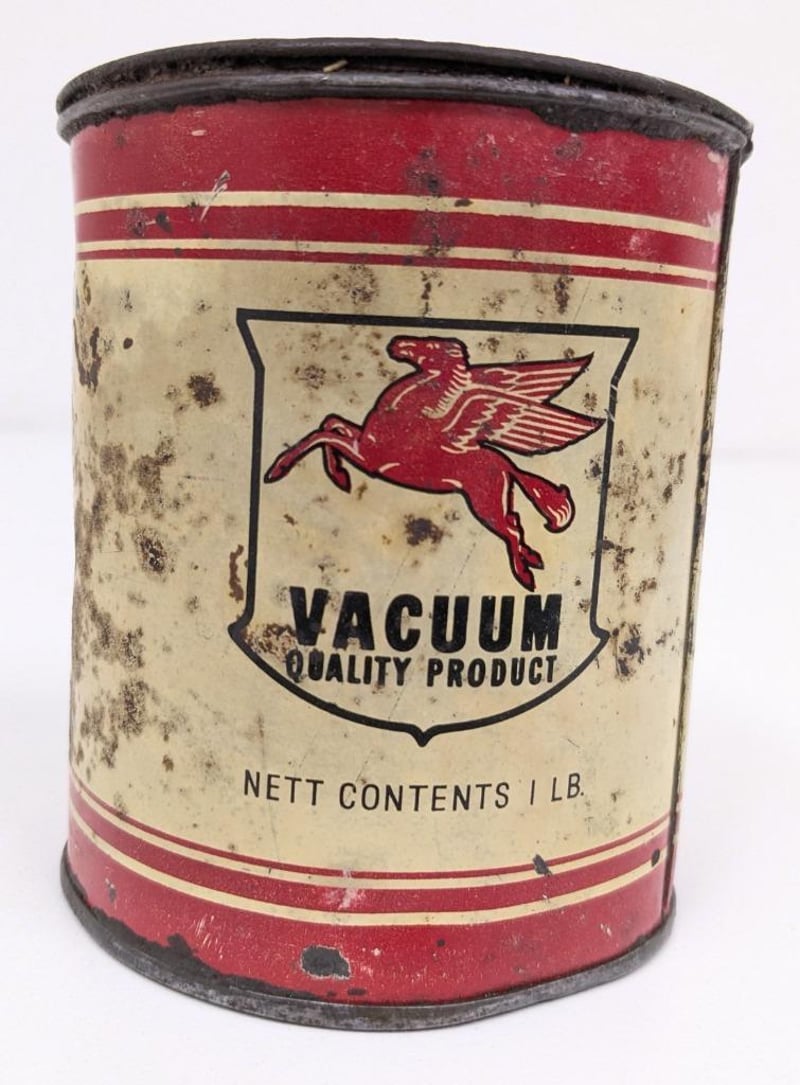 VACUUM
QUALITY PRODUCT
NETT CONTENTS 1 LB.